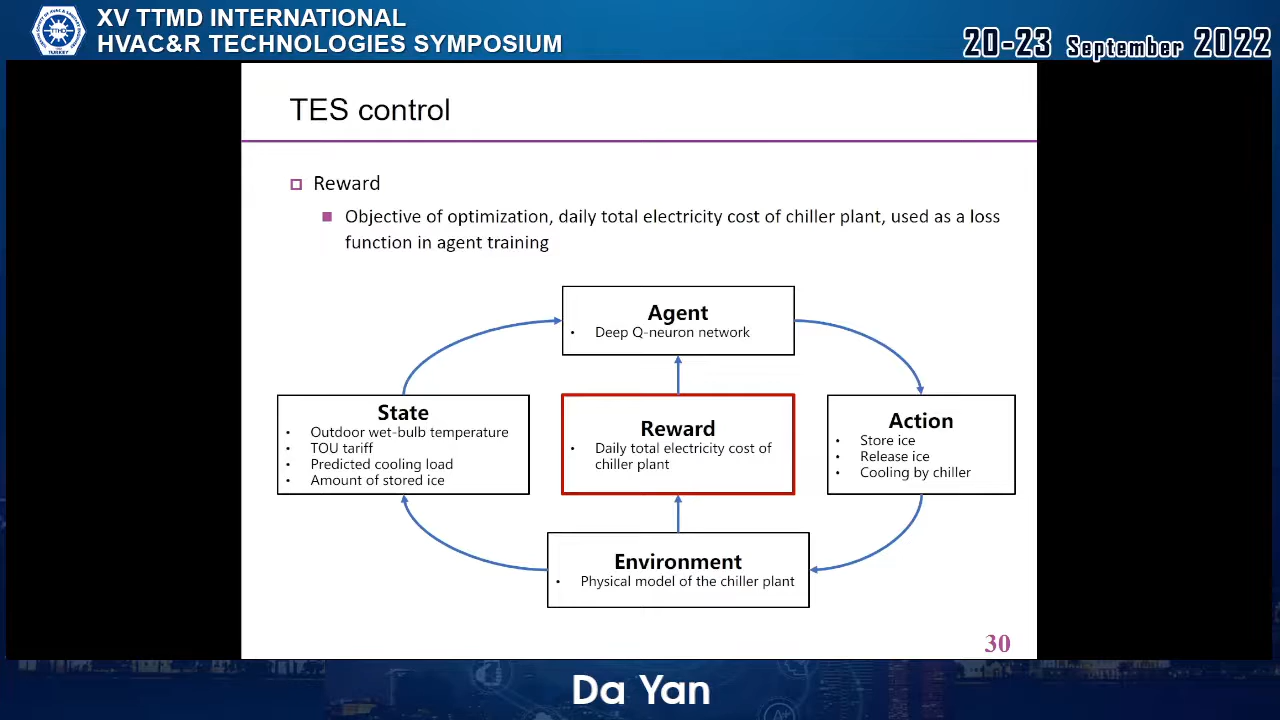 XV TTMD INTERNATIONAL
HVAC&R TECHNOLOGIES SYMPOSIUM
20-23 September 2022
TES control
Reward
Objective of optimization, daily total electricity cost of chiller plant, used as a loss
function in agent training
Agent
• Deep Q-neuron network
State
• Outdoor wet-bulb temperature
• TOU tariff
• Predicted cooling load
• Amount of stored ice
Reward
• Daily total electricity cost of
chiller plant
Action
• Store ice
• Release ice
• Cooling by chiller
Environment
• Physical model of the chiller plant
30
Da Yan